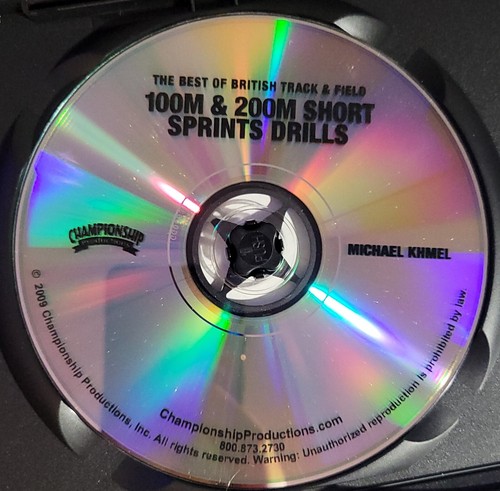 THE BEST OF BRITISH TRACK & FIELD
100M & 200M SHORT
SPRINTS DRILLS
CHAMPIONSHIP
PRODUCTIONS
MICHAEL KHMEL
ChampionshipProductions.com
800.873.2730
© 2009 Championship Productions, Inc. All rights reserved. Warning: Unauthorized reproduction is prohibited by law.